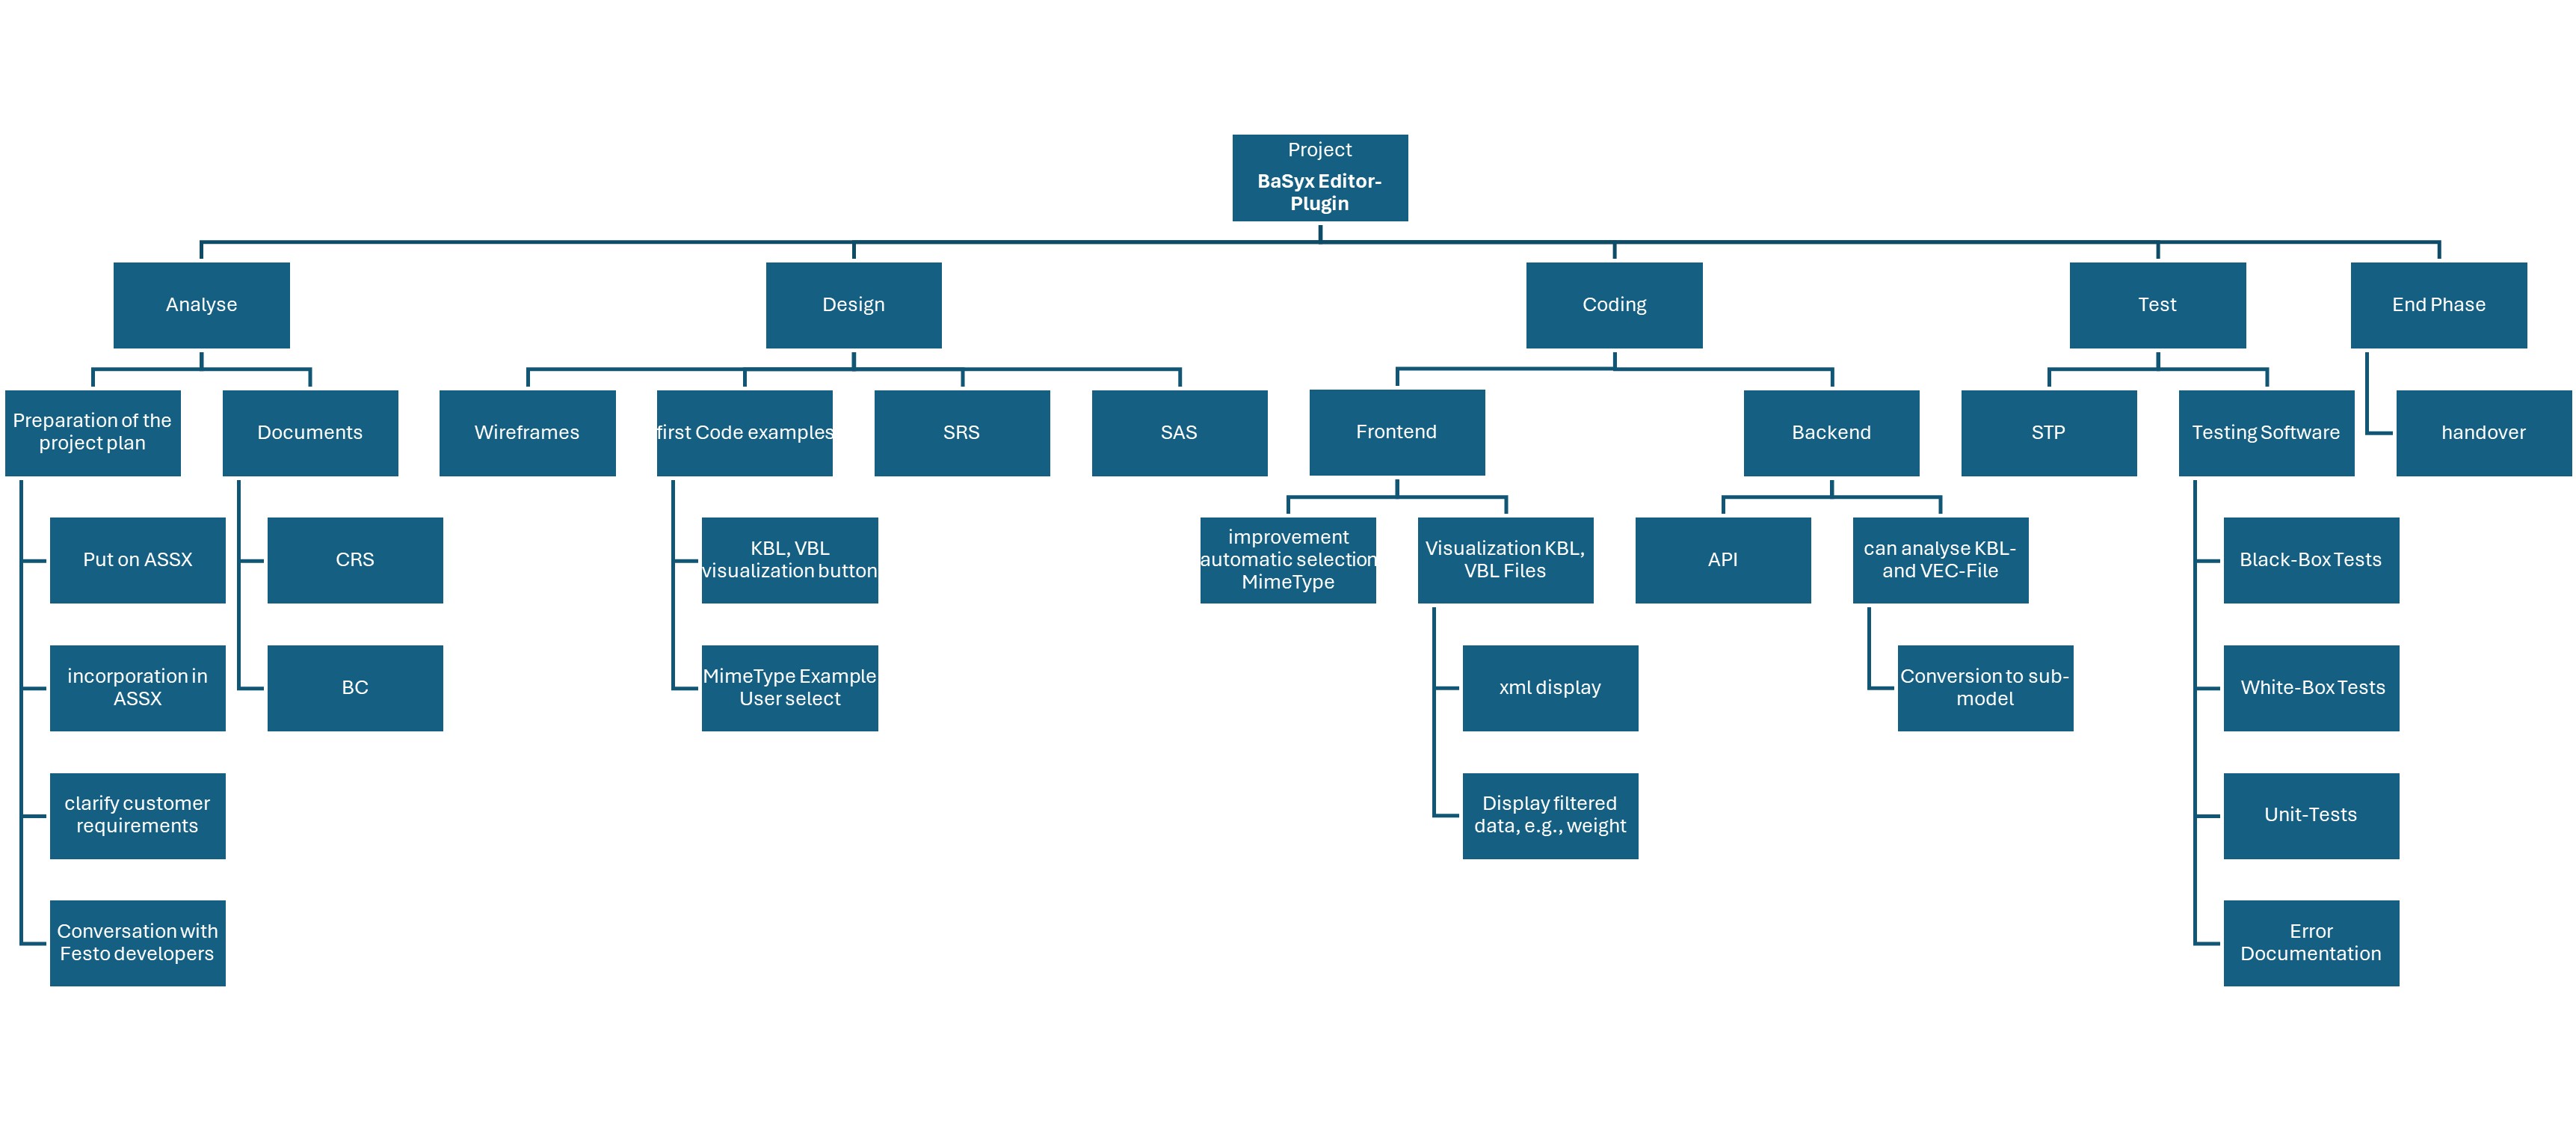 Project
BaSyx Editor-
Plugin
Analyse
Design
Coding
Test
End Phase
Preparation of the
project plan
Documents
Wireframes
first Code examples
SRS
SAS
Frontend
Backend
STP
Testing Software
handover
Put on ASSX
CRS
KBL, VBL
visualization button
improvement
automatic selection
MimeType
Visualization KBL,
VBL Files
API
can analyse KBL-
and VEC-File
Black-Box Tests
incorporation in
ASSX
BC
MimeType Example
User select
xml display
Conversion to sub-
model
White-Box Tests
clarify customer
requirements
Display filtered
data, e.g., weight
Unit-Tests
Conversation with
Festo developers
Error
Documentation